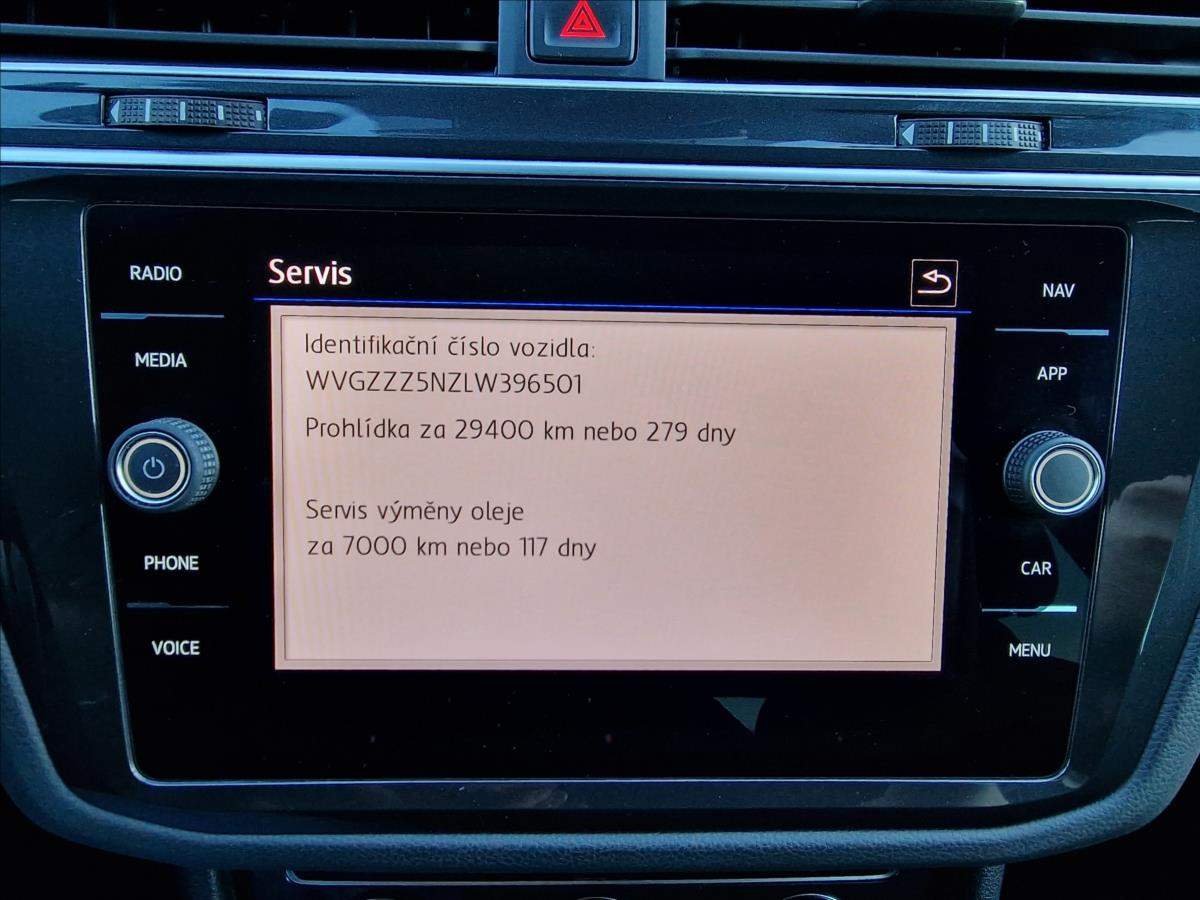 RADIO
MEDIA
PHONE
VOICE
Servis
Identifikační číslo vozidla:
WVGZZZ5NZLW396501
Prohlídka za 29400 km nebo 279 dny
Servis výměny oleje
za 7000 km nebo 117 dny
NAV
APP
CAR
MENU